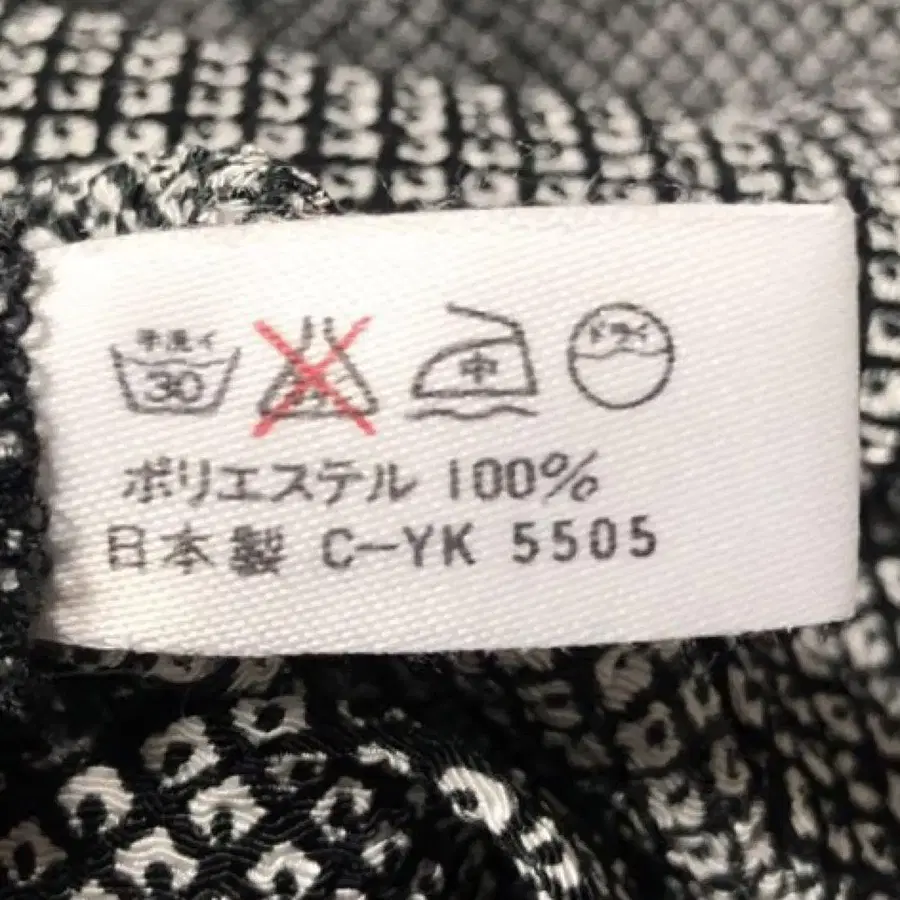 手洗イ 30 中 ドライ
ポリエステル 100%
日本製 C-YK 5505